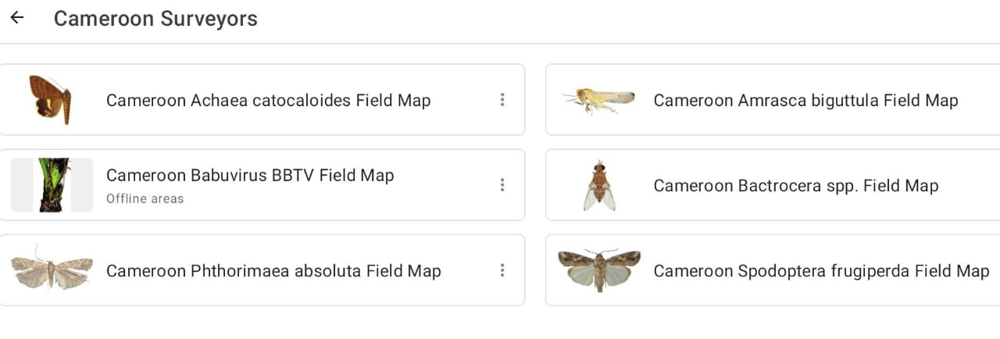 Cameroon Surveyors
Cameroon Achaea catocaloides Field Map
Cameroon Amrasca biguttula Field Map
Cameroon Babuvirus BBTV Field Map
Offline areas
Cameroon Bactrocera spp. Field Map
Cameroon Phthorimaea absoluta Field Map
Cameroon Spodoptera frugiperda Field Map